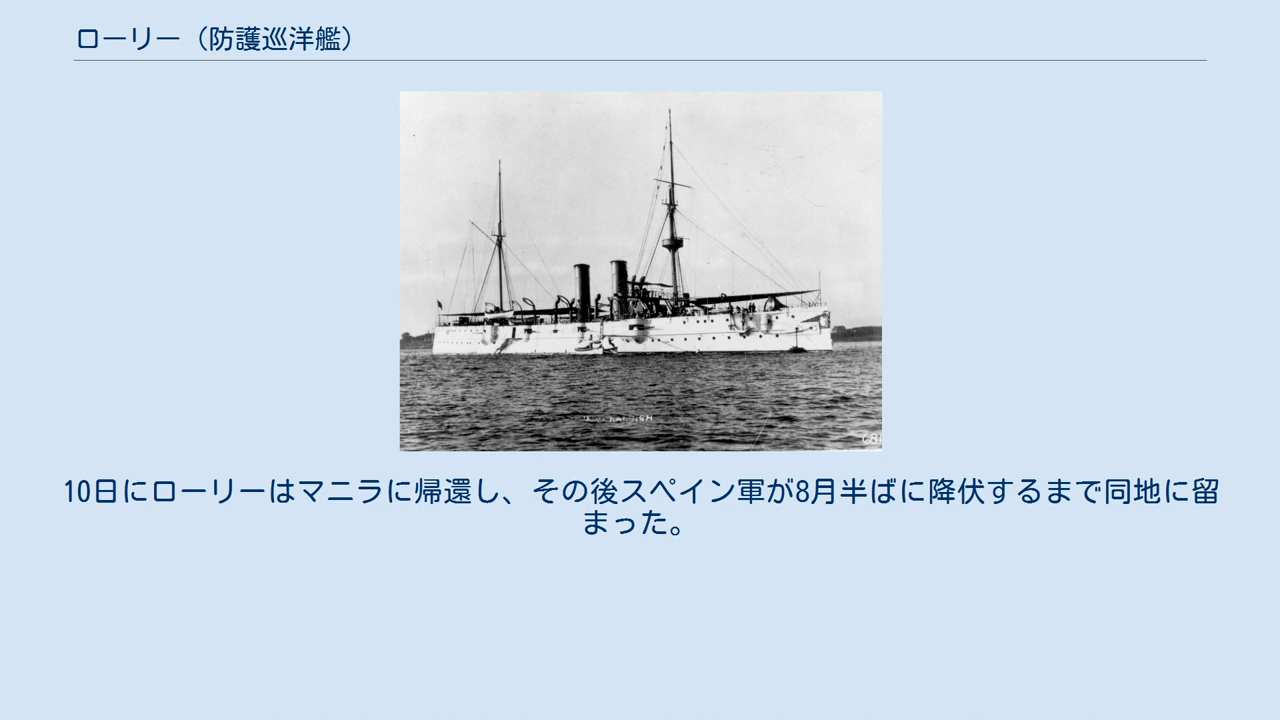 ローリー（防護巡洋艦）
10日にローリーはマニラに帰還し、その後スペイン軍が8月半ばに降伏するまで同地に留
まった。